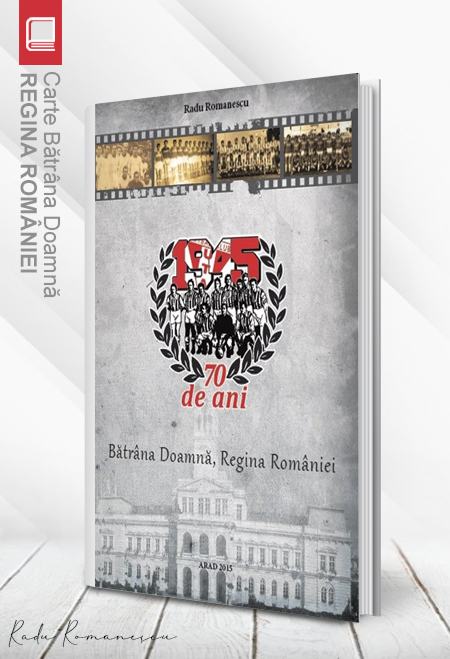 Carte Bătrâna Doamnă
REGINA ROMÂNIEI
Radu Romanescu
1945
70
de ani
Bătrâna Doamnă, Regina României
ARAD 2015
Radu Romanescu